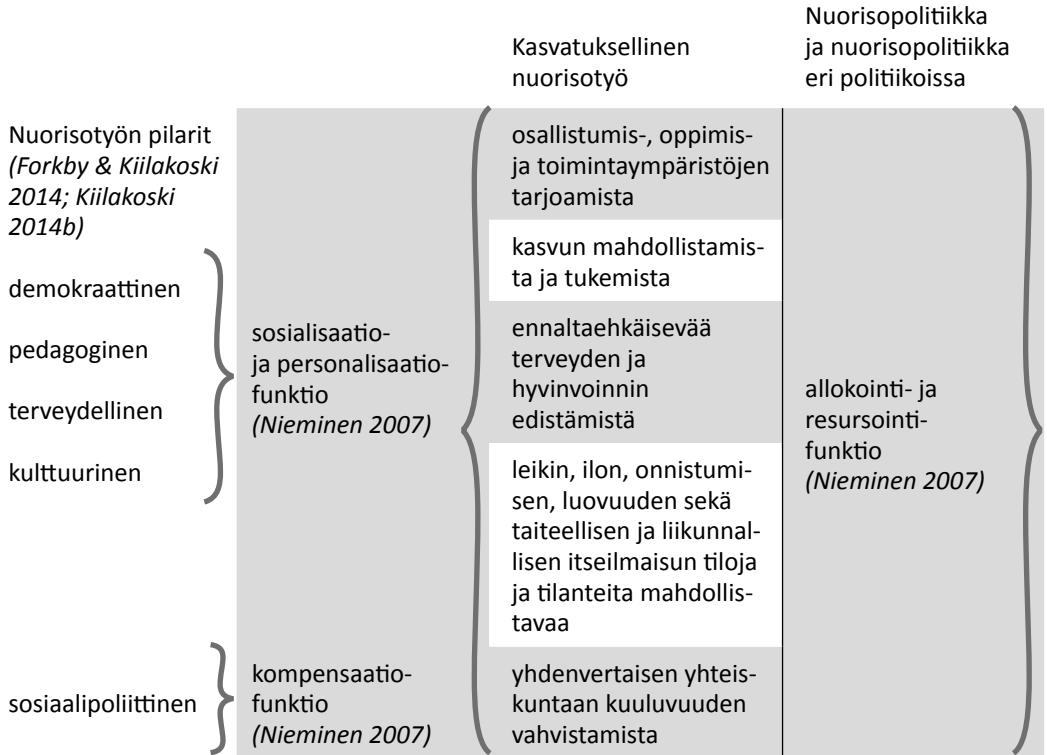 Kasvatuksellinen
nuorisotyö
Nuorisopolitiikka
ja nuorisopolitiikka
eri politiikoissa
Nuorisotyön pilarit
(Forkby & Kiilakoski
2014; Kiilakoski
2014b)
demokraattinen
pedagoginen
terveydellinen
kulttuurinen
sosiaalipoliittinen
sosialisaatio-
ja personalisaatio-
funktio
(Nieminen 2007)
kompensaatio-
funktio
(Nieminen 2007)
osallistumis-, oppimis-
ja toimintaympäristöjen
tarjoamista
kasvun mahdollistamis-
ta ja tukemista
ennaltaehkäisevää
terveyden ja
hyvinvoinnin
edistämistä
leikin, ilon, onnistumi-
sen, luovuuden sekä
taiteellisen ja liikunnal-
lisen itseilmaisun tiloja
ja tilanteita mahdollis-
tavaa
yhdenvertaisen yhteis-
kuntaan kuuluvuuden
vahvistamista
allokointi- ja
resursointi-
funktio
(Nieminen 2007)